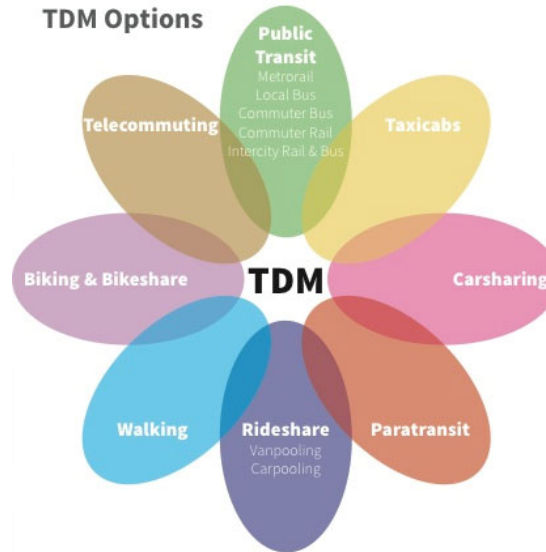 TDM Options
Public
Transit
Metrorail
Local Bus
Commuter Bus
Commuter Rail
Intercity Rail & Bus
Telecommuting
Taxicabs
Biking & Bikeshare
TDM
Carsharing
Walking
Rideshare
Vanpooling
Carpooling
Paratransit